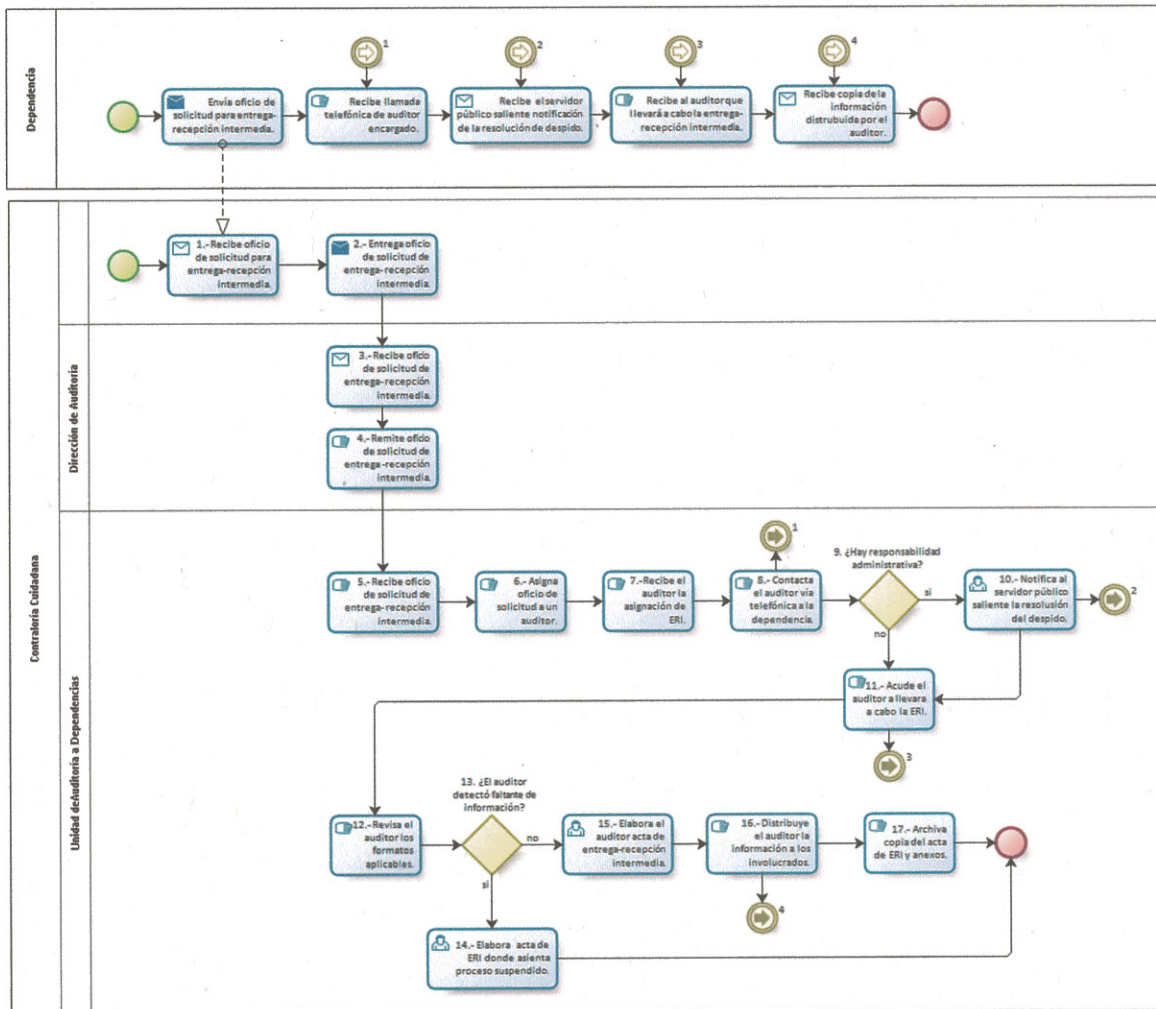 Dependencia
1
2
3
4
Envía oficio de
solicitud para entrega-
recepción intermedia.
Recibe llamada
telefónica de auditor
encargado.
Recibe el servidor
público saliente notificación
de la resolución de despido.
Recibe al auditor que
llevará a cabo la entrega-
recepción intermedia.
Recibe copia de la
información
distrubuida por el
auditor.
Contraloría Cuidadana
1.- Recibe oficio
de solicitud para
entrega-recepción
intermedia.
2.- Entrega oficio
de solicitud de
entrega-recepción
intermedia.
Dirección de Auditoría
3.- Recibe oficio
de solicitud de
entrega-recepción
intermedia.
4.- Remite oficio
de solicitud de
entrega-recepción
intermedia.
Unidad deAuditoría a Dependencias
5.- Recibe oficio
de solicitud de
entrega-recepción
intermedia.
6.- Asigna
oficio de
solicitud a un
auditor.
7.- Recibe el
auditor la
asignación de
ERI.
1
8.- Contacta
el auditor vía
telefónica a la
dependencia.
9. ¿Hay responsabilidad
administrativa?
si
no
10.- Notifica al
servidor público
saliente la resolución
del despido.
2
11.- Acude el
auditor a llevar a
a cabo la ERI.
3
12.- Revisa el
auditor los
formatos
aplicables.
13. ¿El auditor
detectó faltante de
información?
no
si
15.- Elabora el
auditor acta de
entrega-recepción
intermedia.
16.- Distribuye
el auditor la
información a los
involucrados.
4
17.- Archiva
copia del acta
de ERI y anexos.
14.- Elabora acta de
ERI donde asienta
proceso suspendido.